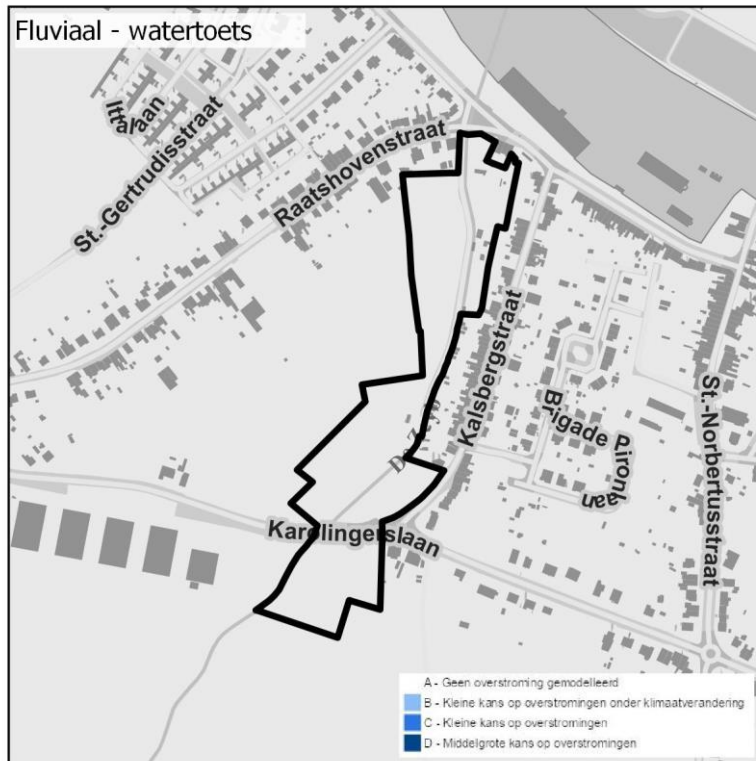 Fluviaal - watertoets
Ittalaan
St.-Gertrudisstraat
Raatshovenstraat
Kalsbergstraat
Brigade Pironlaan
St.-Norbertusstraat
Karolingerslaan
A - Geen overstroming gemodelleerd
B - Kleine kans op overstromingen onder klimaatverandering
C - Kleine kans op overstromingen
D - Middelgrote kans op overstromingen